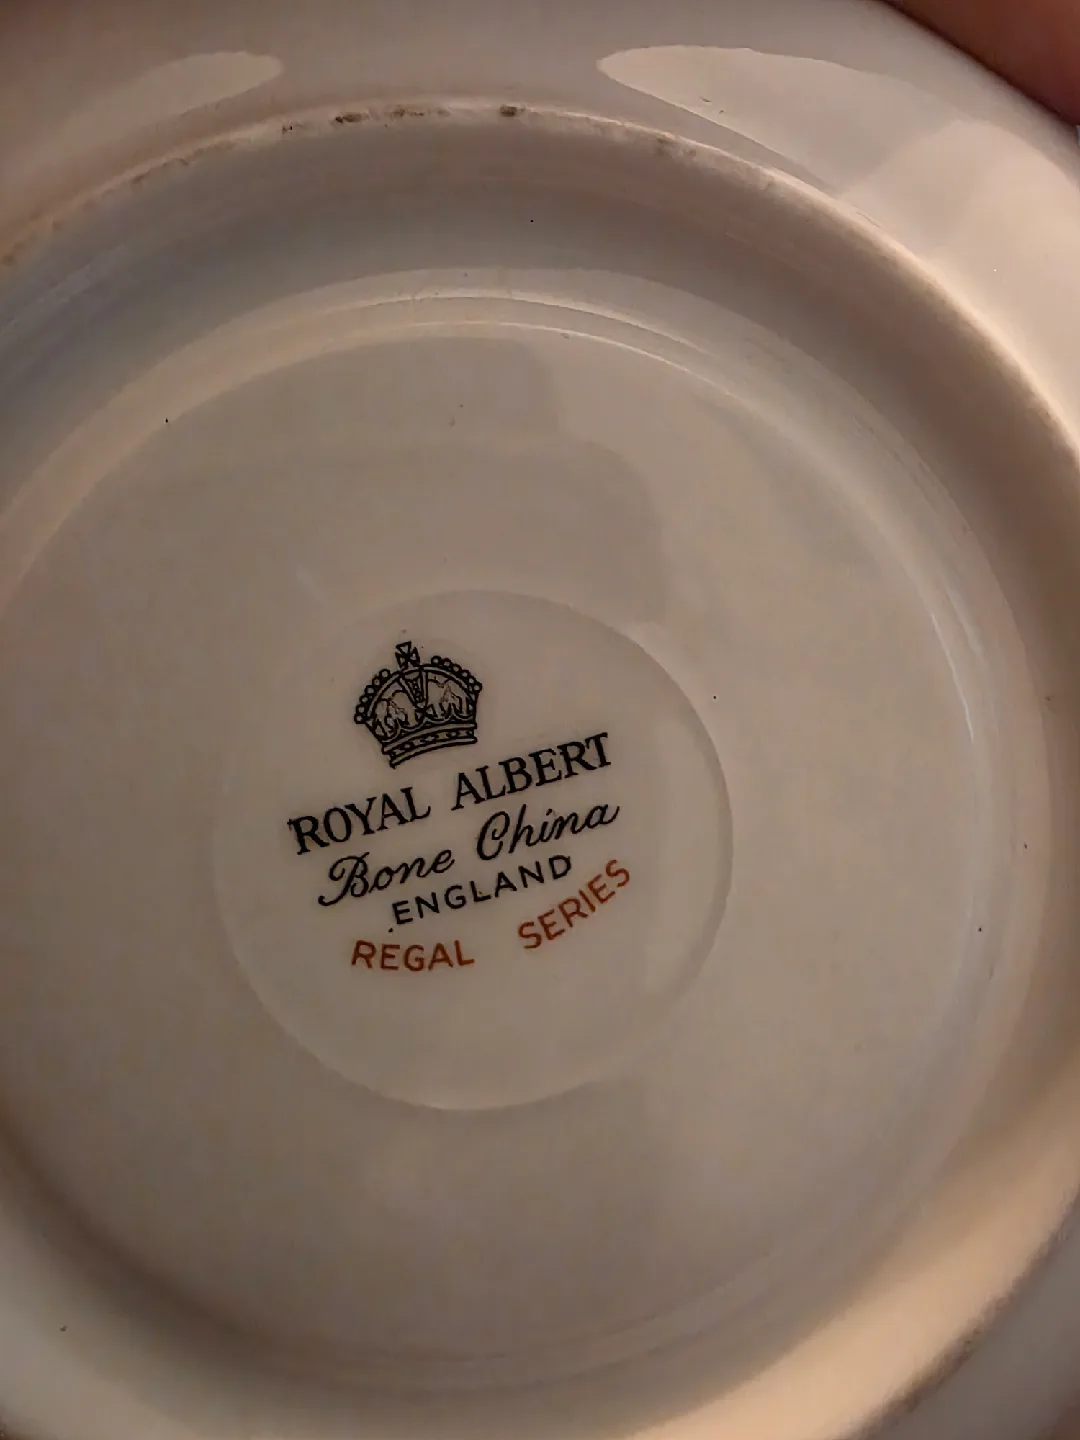 ROYAL ALBERT
Bone China
ENGLAND
REGAL SERIES